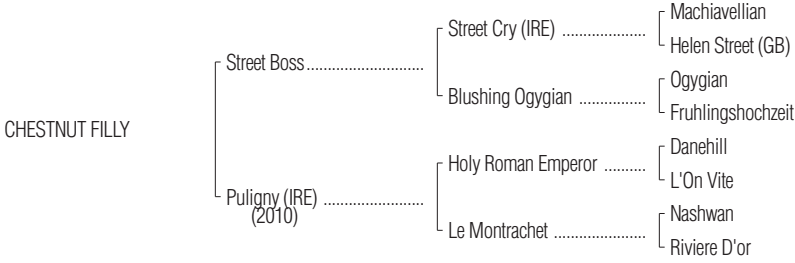 Machiavellian
Street Cry (IRE) ....................
Helen Street (GB)
Street Boss............................
Ogygian
Blushing Ogygian ................
Fruhlingshochzeit
CHESTNUT FILLY
Danehill
Holy Roman Emperor ..........
L'On Vite
Puligny (IRE) ........................
(2010)
Nashwan
Le Montrachet ......................
Riviere D'or